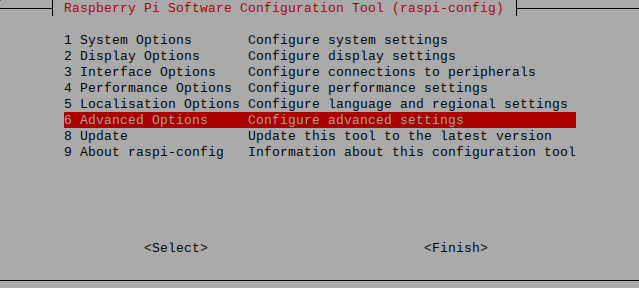 Raspberry Pi Software Configuration Tool (raspi-config)
1 System Options Configure system settings
2 Display Options Configure display settings
3 Interface Options Configure connections to peripherals
4 Performance Options Configure performance settings
5 Localisation Options Configure language and regional settings
6 Advanced Options Configure advanced settings
8 Update Update this tool to the latest version
9 About raspi-config Information about this configuration tool
<Select> <Finish>